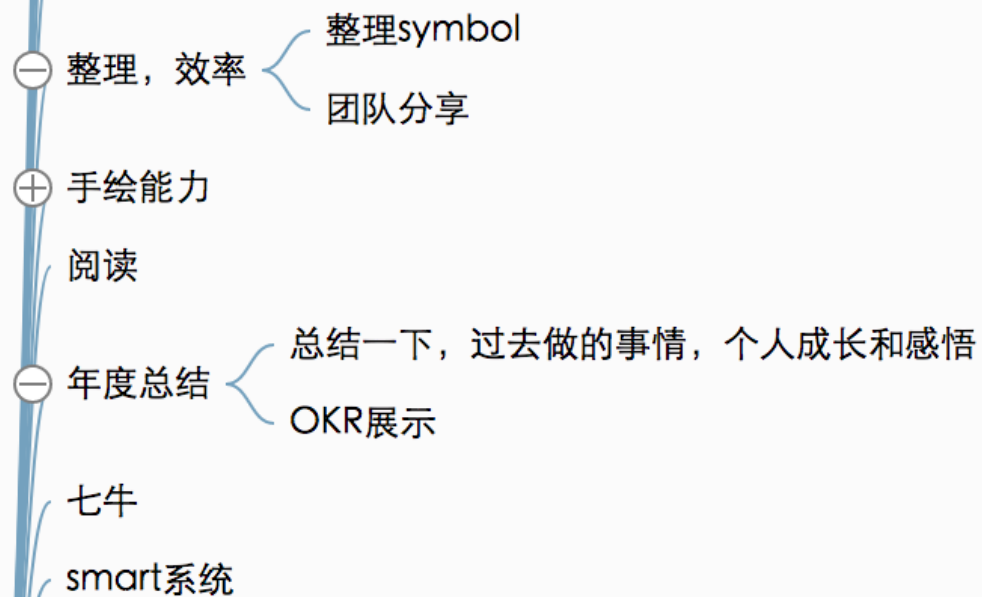 整理symbol
整理，效率
团队分享
手绘能力
阅读
总结一下，过去做的事情，个人成长和感悟
年度总结
OKR展示
七牛
smart系统